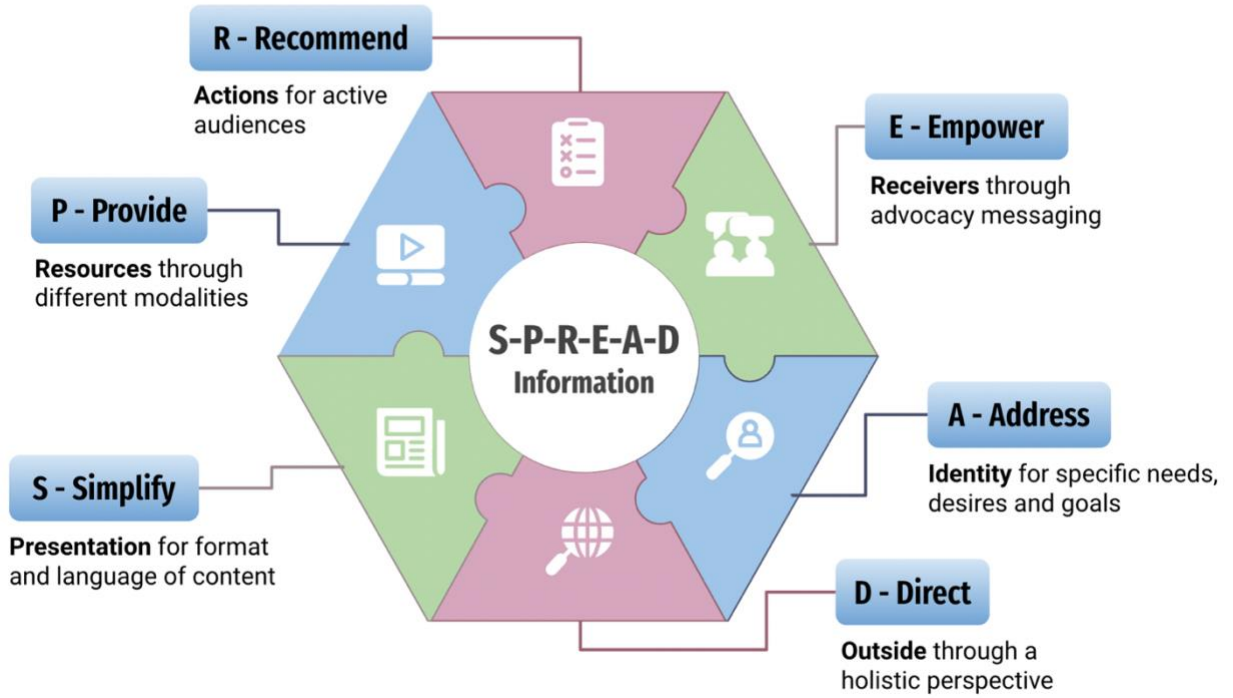 R - Recommend
Actions for active
audiences
E - Empower
Receivers through
advocacy messaging
P - Provide
Resources through
different modalities
S-P-R-E-A-D
Information
A - Address
Identity for specific needs,
desires and goals
S - Simplify
Presentation for format
and language of content
D - Direct
Outside through a
holistic perspective